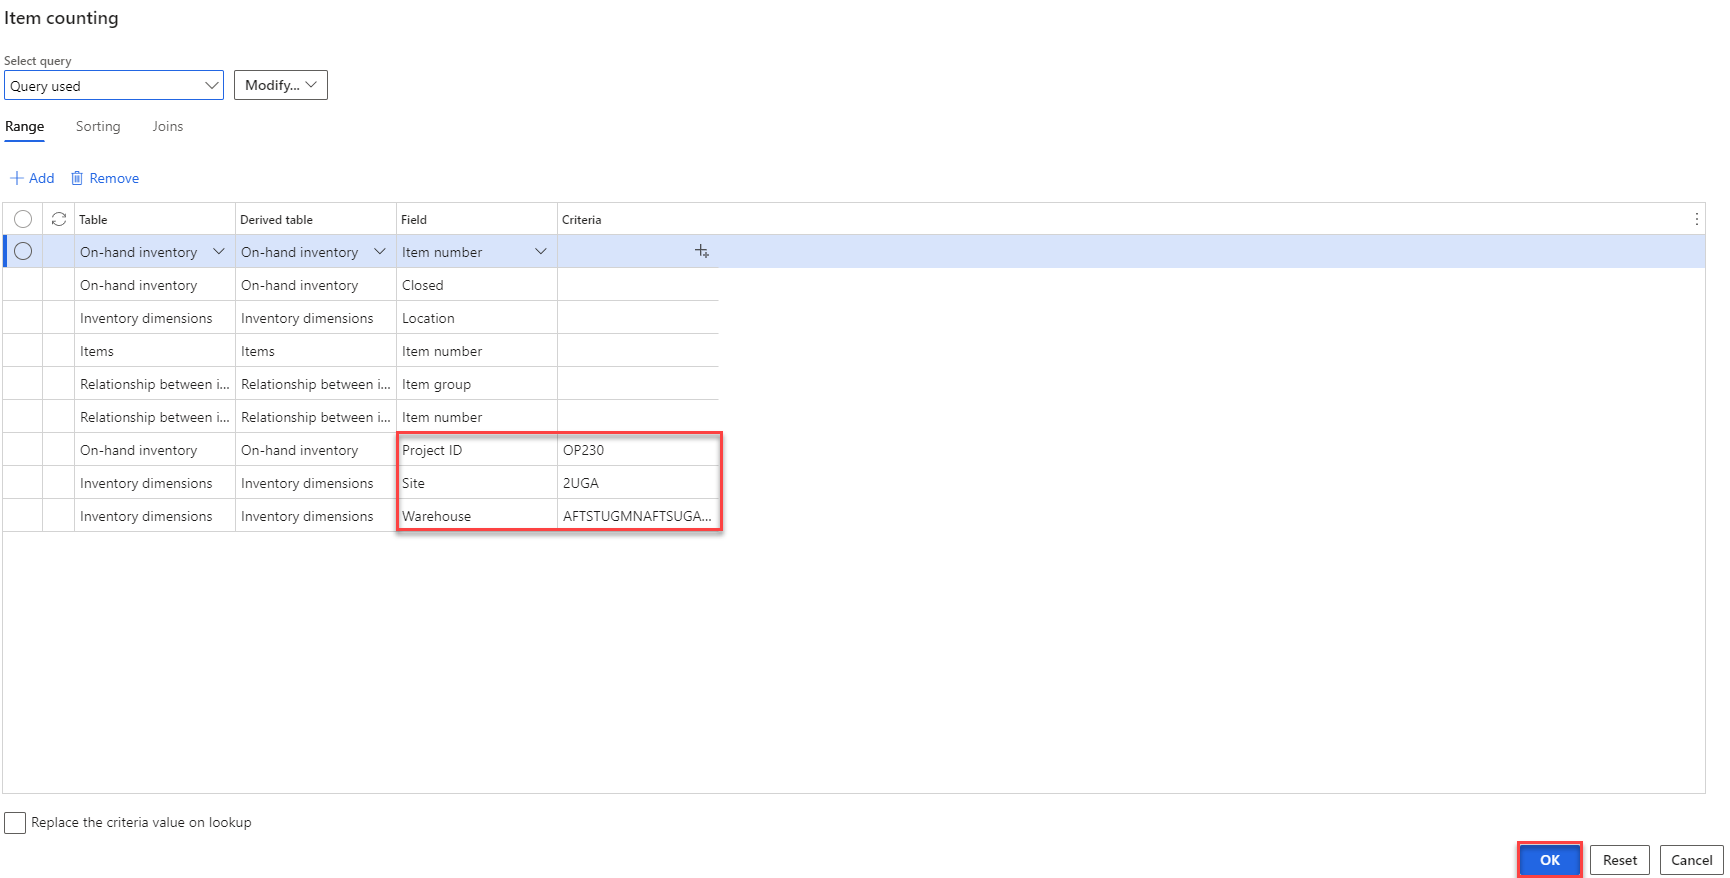 Item counting
Select query
Query used Modify...
Range Sorting Joins
Add Remove
Table Derived table Field Criteria
On-hand inventory On-hand inventory Item number
On-hand inventory On-hand inventory Closed
Inventory dimensions Inventory dimensions Location
Items Items Item number
Relationship between i... Relationship between i... Item group
Relationship between i... Relationship between i... Item number
On-hand inventory On-hand inventory Project ID OP230
Inventory dimensions Inventory dimensions Site 2UGA
Inventory dimensions Inventory dimensions Warehouse AFTSTUGMNAFTSUGA...
Replace the criteria value on lookup
OK Reset Cancel